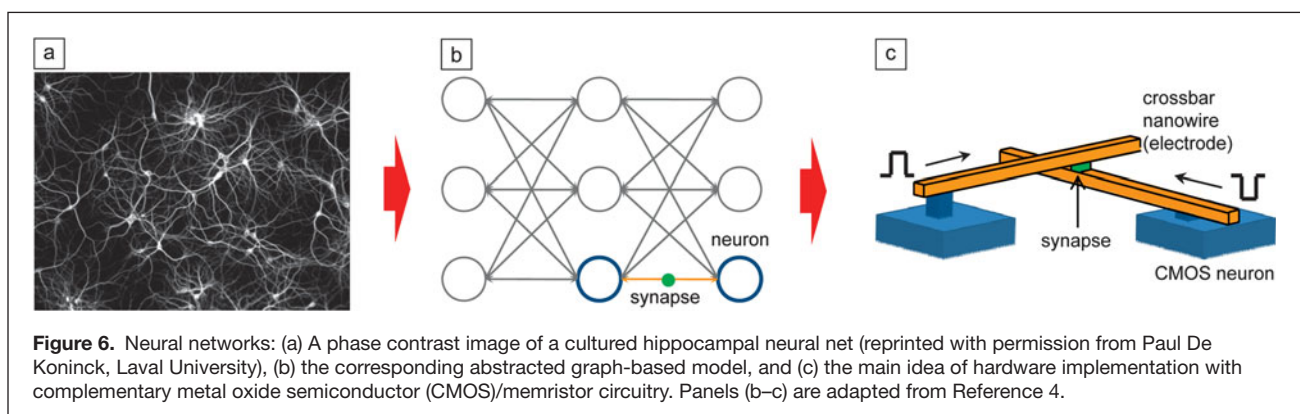 a
b
c
crossbar
nanowire
(electrode)
neuron
synapse
synapse
CMOS neuron
Figure 6. Neural networks: (a) A phase contrast image of a cultured hippocampal neural net (reprinted with permission from Paul De
Koninck, Laval University), (b) the corresponding abstracted graph-based model, and (c) the main idea of hardware implementation with
complementary metal oxide semiconductor (CMOS)/memristor circuitry. Panels (b–c) are adapted from Reference 4.